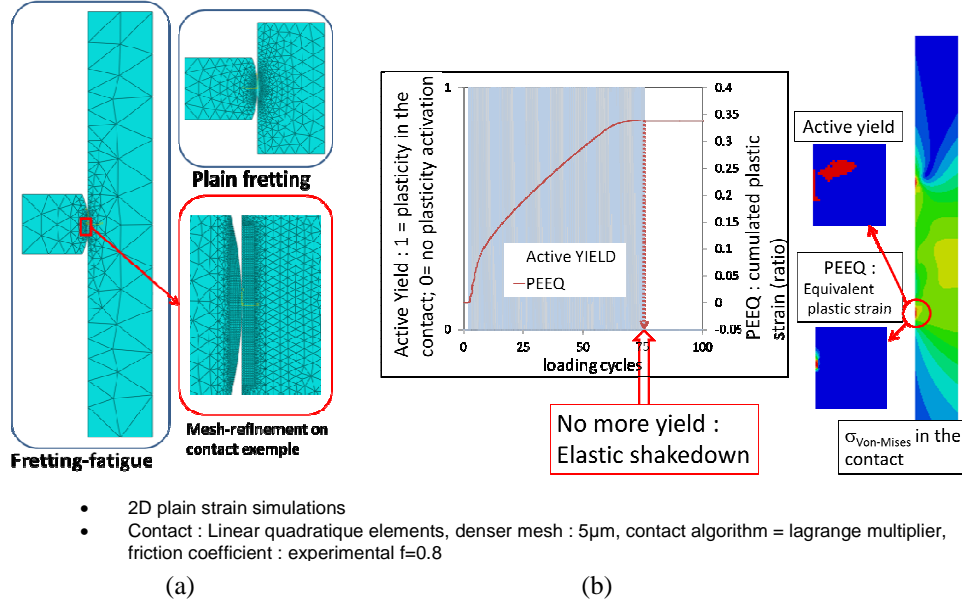 Plain fretting
Mesh-refinement on
contact exemple
Fretting-fatigue
Active Yield : 1 = plasticity in the
contact; 0= no plasticity activation
1
0
0.4
0.35
0.3
0.25
0.2
0.15
0.1
0.05
0
-0.05
PEEQ : cumulated plastic
strain (ratio)
Active YIELD
PEEQ
0
25
50
75
100
loading cycles
No more yield :
Elastic shakedown
Active yield
PEEQ :
Equivalent
plastic strain
σVon-Mises in the
contact
• 2D plain strain simulations
• Contact : Linear quadratique elements, denser mesh : 5µm, contact algorithm = lagrange multiplier,
friction coefficient : experimental f=0.8
(a)
(b)